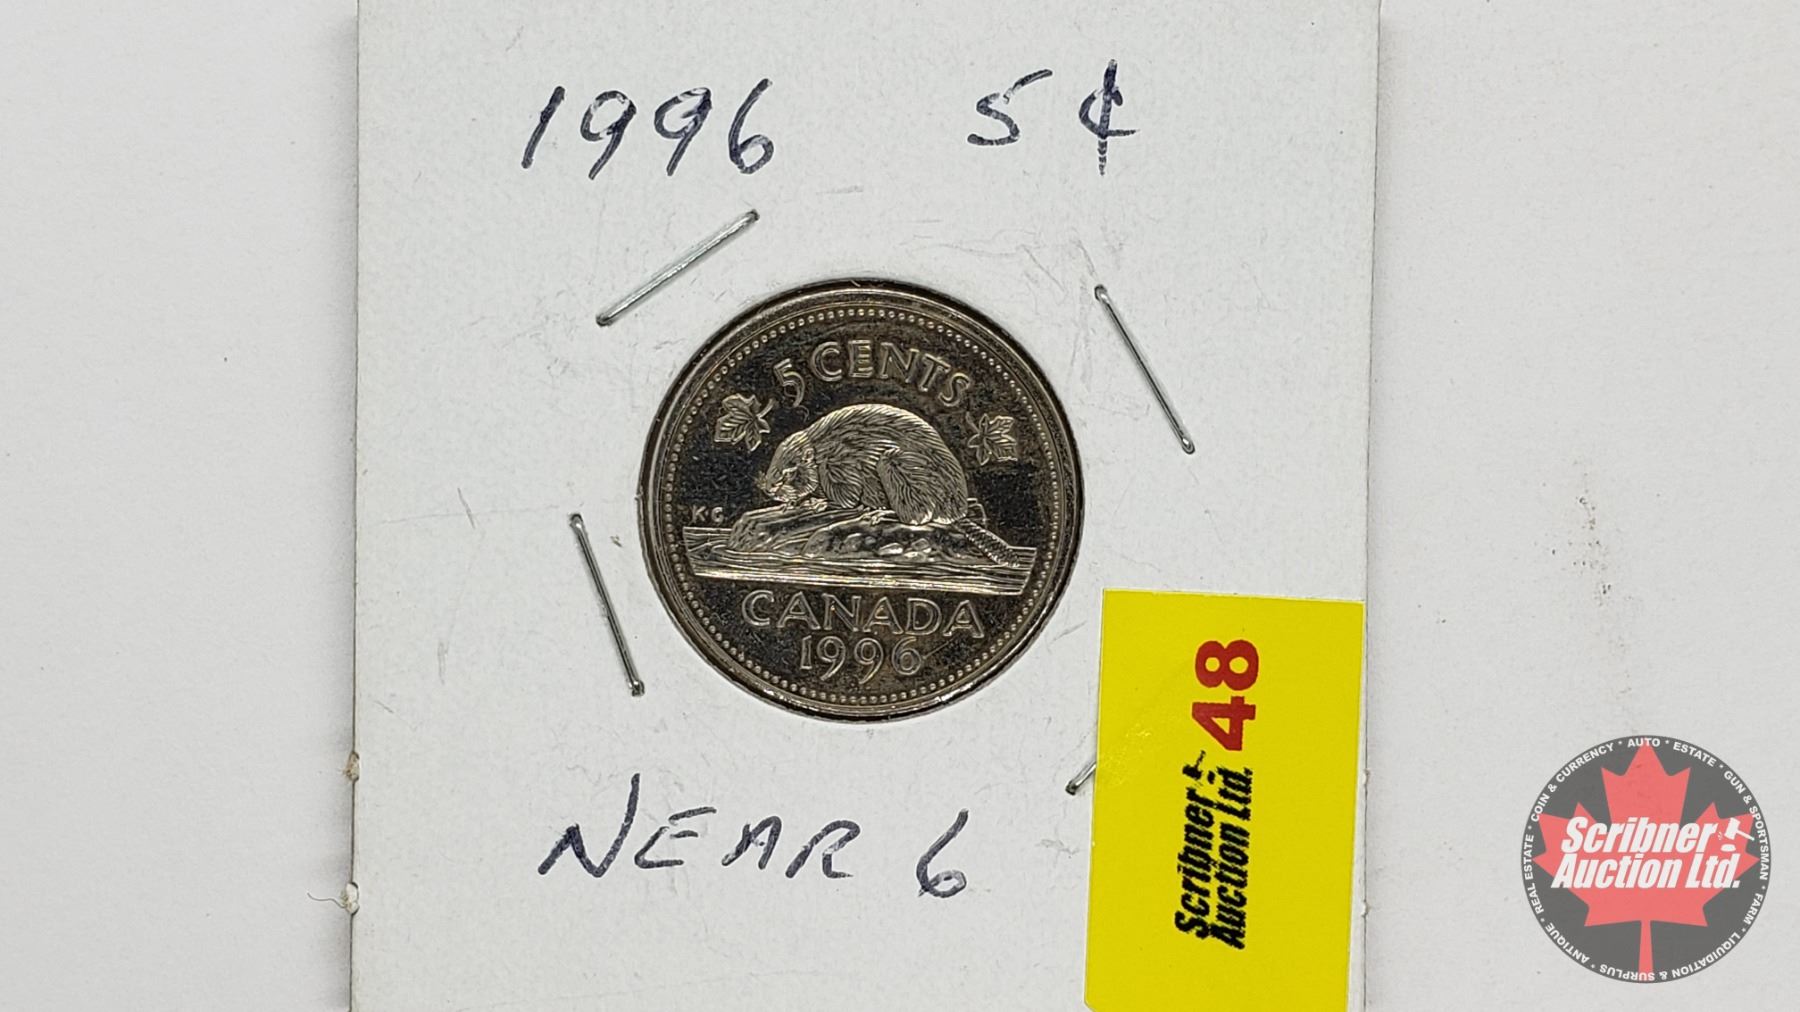 1996 5¢
5 CENTS
KG
CANADA
1996
NEAR 6
Scribner
Auction Ltd. 48
ANTIQUE * REAL ESTATE * COIN & CURRENCY * AUTO * ESTATE * GUN & SPORTSMAN * FARM * LIQUIDATION & SURPLUS *
Scribner
Auction Ltd.